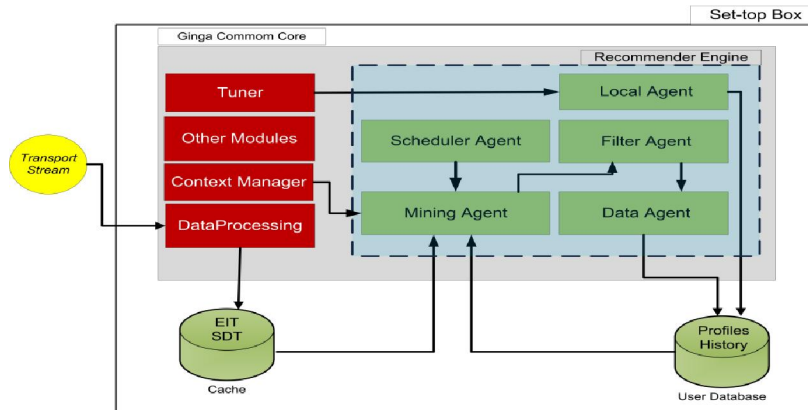 Set-top Box
Ginga Commom Core
Recommender Engine
Tuner
Local Agent
Other Modules
Scheduler Agent
Filter Agent
Transport
Stream
Context Manager
Mining Agent
Data Agent
DataProcessing
EIT
SDT
Cache
Profiles
History
User Database